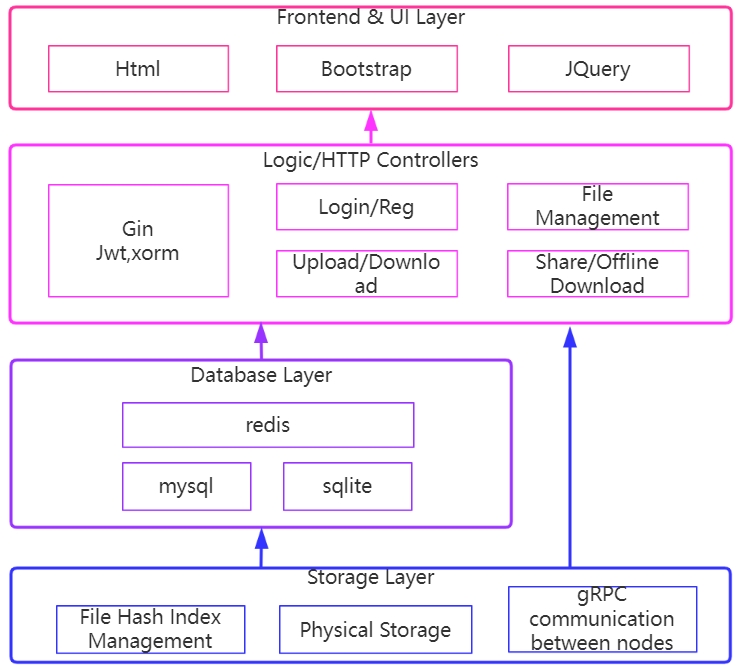 Frontend & UI Layer
Html
Bootstrap
JQuery
Logic/HTTP Controllers
Gin
Jwt,xorm
Login/Reg
File
Management
Upload/Downlo
ad
Share/Offline
Download
Database Layer
redis
mysql
sqlite
Storage Layer
File Hash Index
Management
Physical Storage
gRPC
communication
between nodes